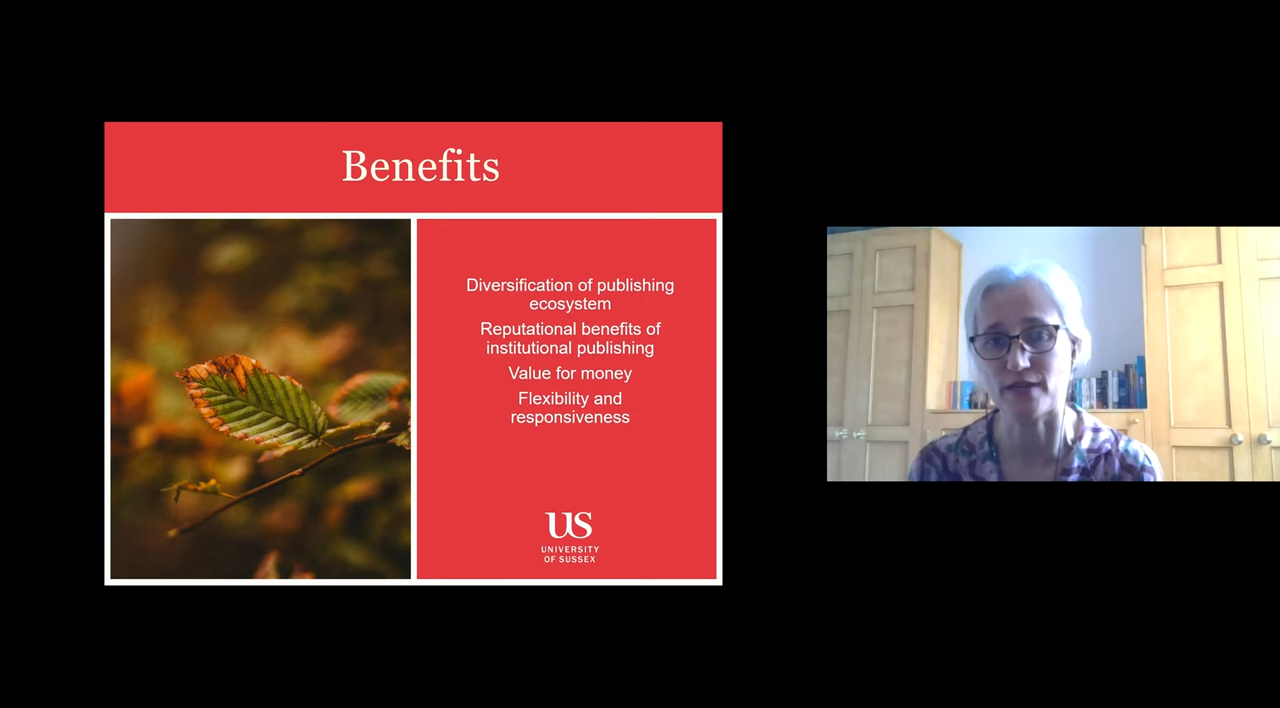 Benefits
Diversification of publishing
ecosystem
Reputational benefits of
institutional publishing
Value for money
Flexibility and
responsiveness
US
UNIVERSITY
OF SUSSEX